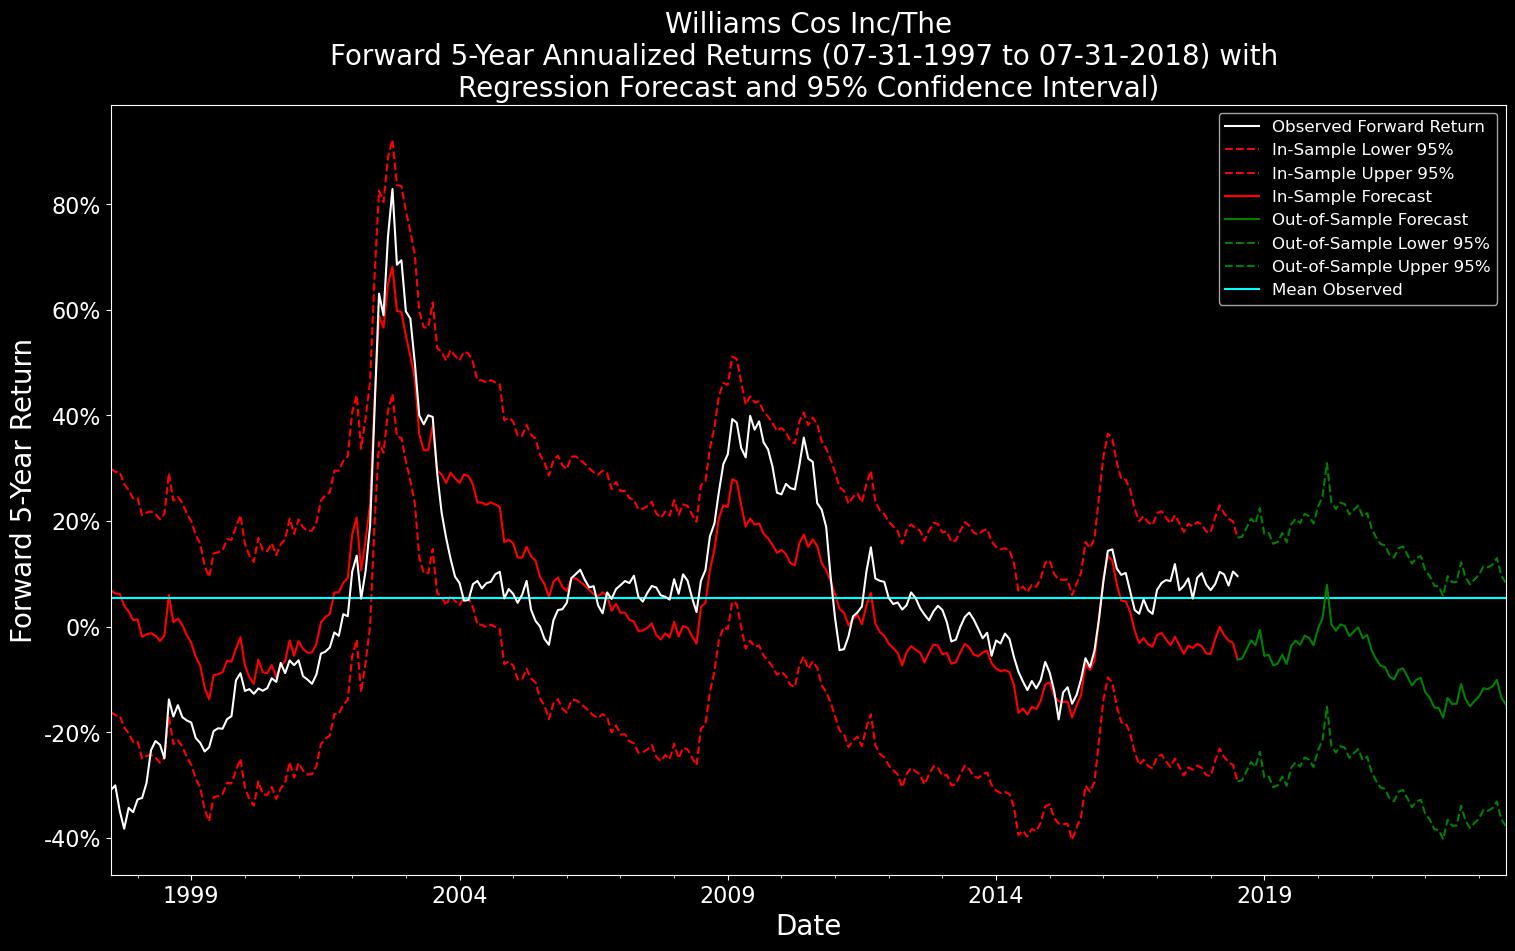 Williams Cos Inc/The
Forward 5-Year Annualized Returns (07-31-1997 to 07-31-2018) with
Regression Forecast and 95% Confidence Interval)
Observed Forward Return
In-Sample Lower 95%
In-Sample Upper 95%
In-Sample Forecast
Out-of-Sample Forecast
Out-of-Sample Lower 95%
Out-of-Sample Upper 95%
Mean Observed
Forward 5-Year Return
80%
60%
40%
20%
0%
-20%
-40%
1999 2004 2009 2014 2019
Date